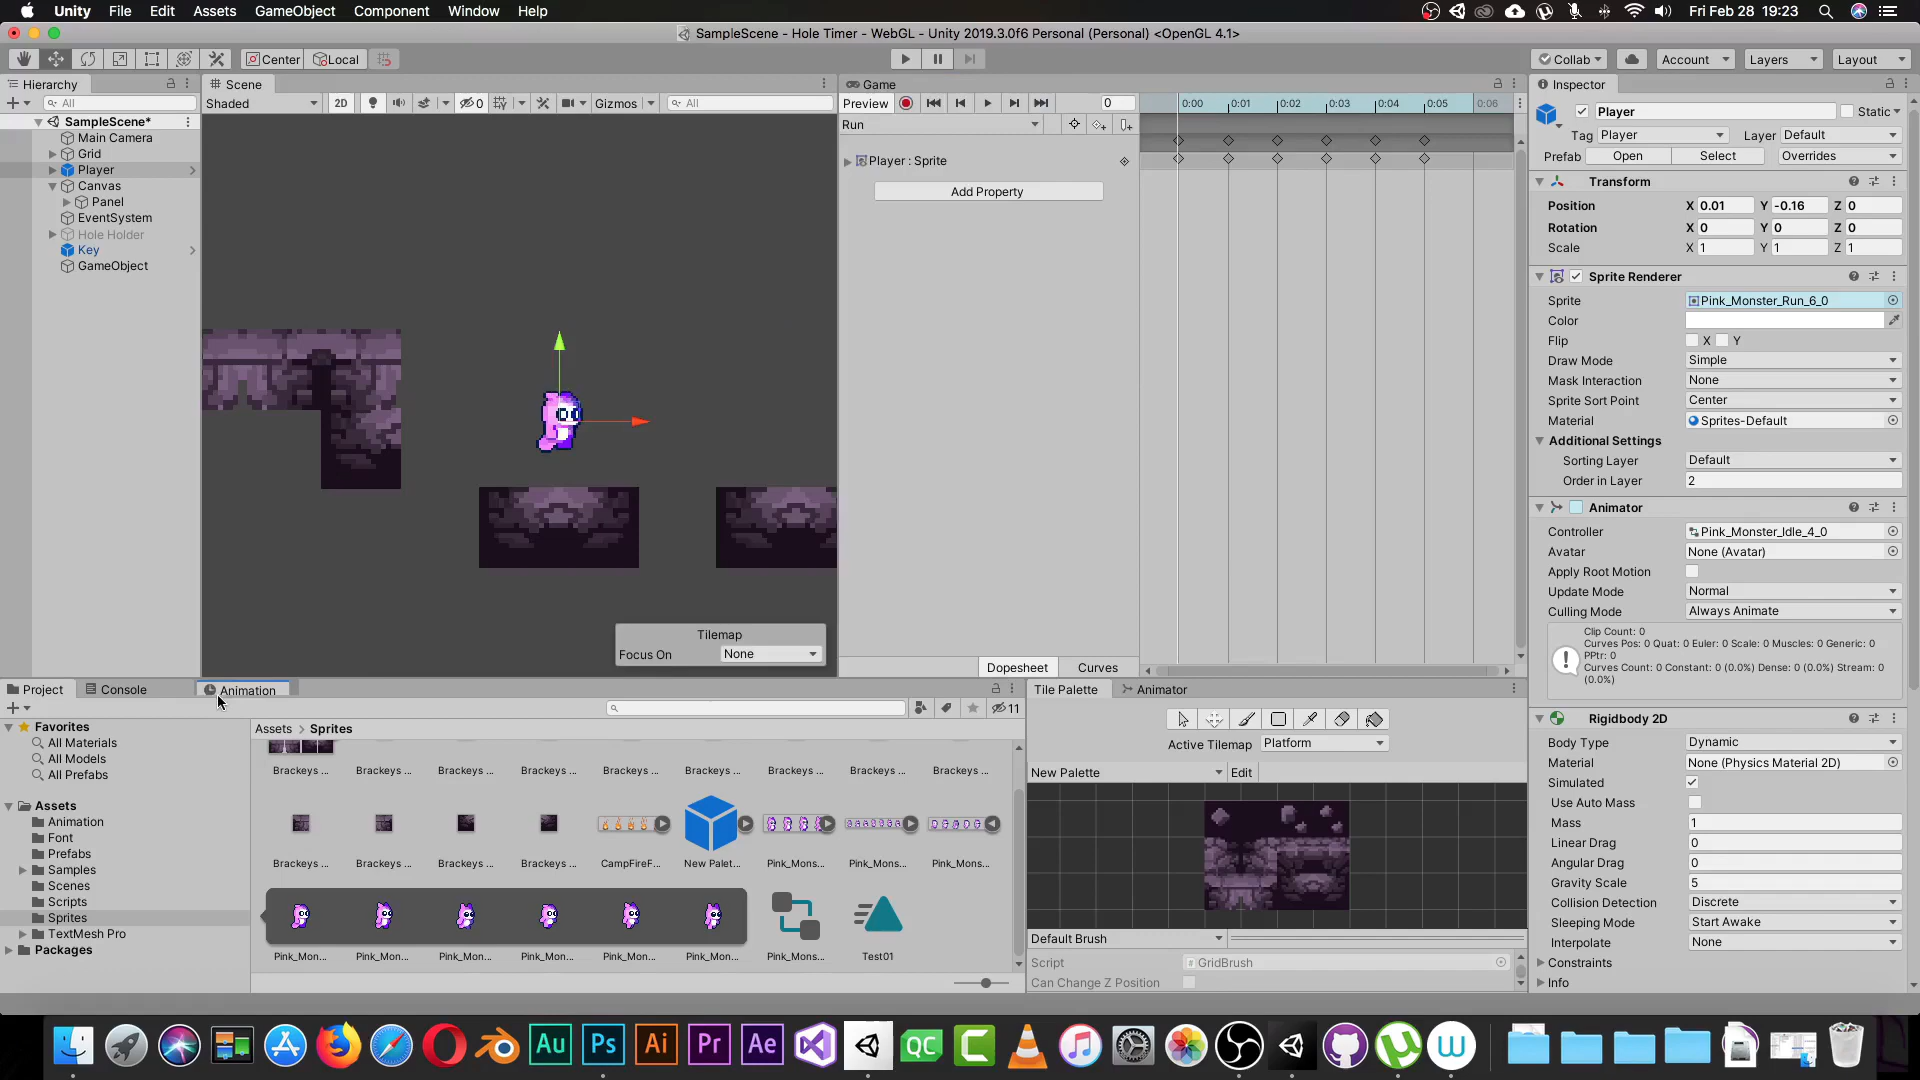 Unity File Edit Assets GameObject Component Window Help
Fri Feb 28 19:23
SampleScene - Hole Timer - WebGL - Unity 2019.3.0f6 Personal (Personal) <OpenGL 4.1>
Center Local
Collab Account Layers Layout
Hierarchy
All
SampleScene*
Main Camera
Grid
Player
Canvas
Panel
EventSystem
Hole Holder
Key
GameObject
Scene
Shaded 2D 0 Gizmos All
Tilemap
Focus On None
Game
Preview 0
0:00 0:01 0:02 0:03 0:04 0:05 0:06
Run
Player : Sprite
Add Property
Dopesheet Curves
Inspector
Player Static
Tag Player Layer Default
Prefab Open Select Overrides
Transform
Position X 0.01 Y -0.16 Z 0
Rotation X 0 Y 0 Z 0
Scale X 1 Y 1 Z 1
Sprite Renderer
Sprite Pink_Monster_Run_6_0
Color
Flip X Y
Draw Mode Simple
Mask Interaction None
Sprite Sort Point Center
Material Sprites-Default
Additional Settings
Sorting Layer Default
Order in Layer 2
Animator
Controller Pink_Monster_Idle_4_0
Avatar None (Avatar)
Apply Root Motion
Update Mode Normal
Culling Mode Always Animate
Clip Count: 0
Curves Pos: 0 Quat: 0 Euler: 0 Scale: 0 Muscles: 0 Generic: 0
PPtr: 0
Curves Count: 0 Constant: 0 (0.0%) Dense: 0 (0.0%) Stream: 0
(0.0%)
Rigidbody 2D
Body Type Dynamic
Material None (Physics Material 2D)
Simulated
Use Auto Mass
Mass 1
Linear Drag 0
Angular Drag 0
Gravity Scale 5
Collision Detection Discrete
Sleeping Mode Start Awake
Interpolate None
Constraints
Info
Project Console Animation
11
Favorites
All Materials
All Models
All Prefabs
Assets
Animation
Font
Prefabs
Samples
Scenes
Scripts
Sprites
TextMesh Pro
Packages
Assets > Sprites
Brackeys ... Brackeys ... Brackeys ... Brackeys ... Brackeys ... Brackeys ... Brackeys ... Brackeys ... Brackeys ...
Brackeys ... Brackeys ... Brackeys ... Brackeys ... CampFireF... New Palet... Pink_Mons... Pink_Mons... Pink_Mons...
Pink_Mon... Pink_Mon... Pink_Mon... Pink_Mon... Pink_Mon... Pink_Mon... Pink_Mons... Test01
Tile Palette Animator
Active Tilemap Platform
New Palette Edit
Default Brush
Script GridBrush
Can Change Z Position
Au Ps Ai Pr Ae QC C W